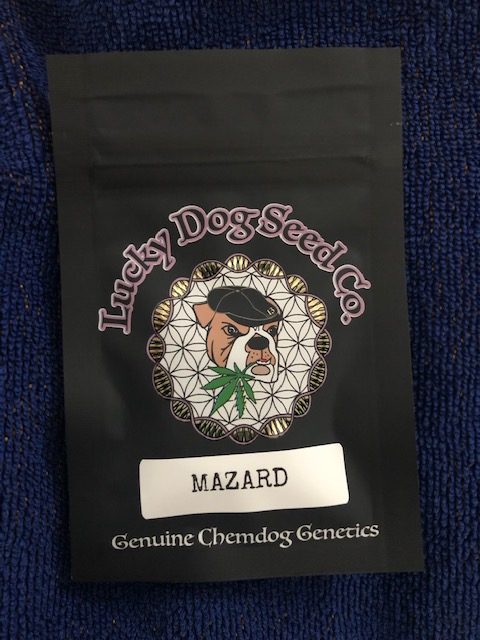 Lucky Dog Seed Co.
MAZARD
Genuine Chemdog Genetics